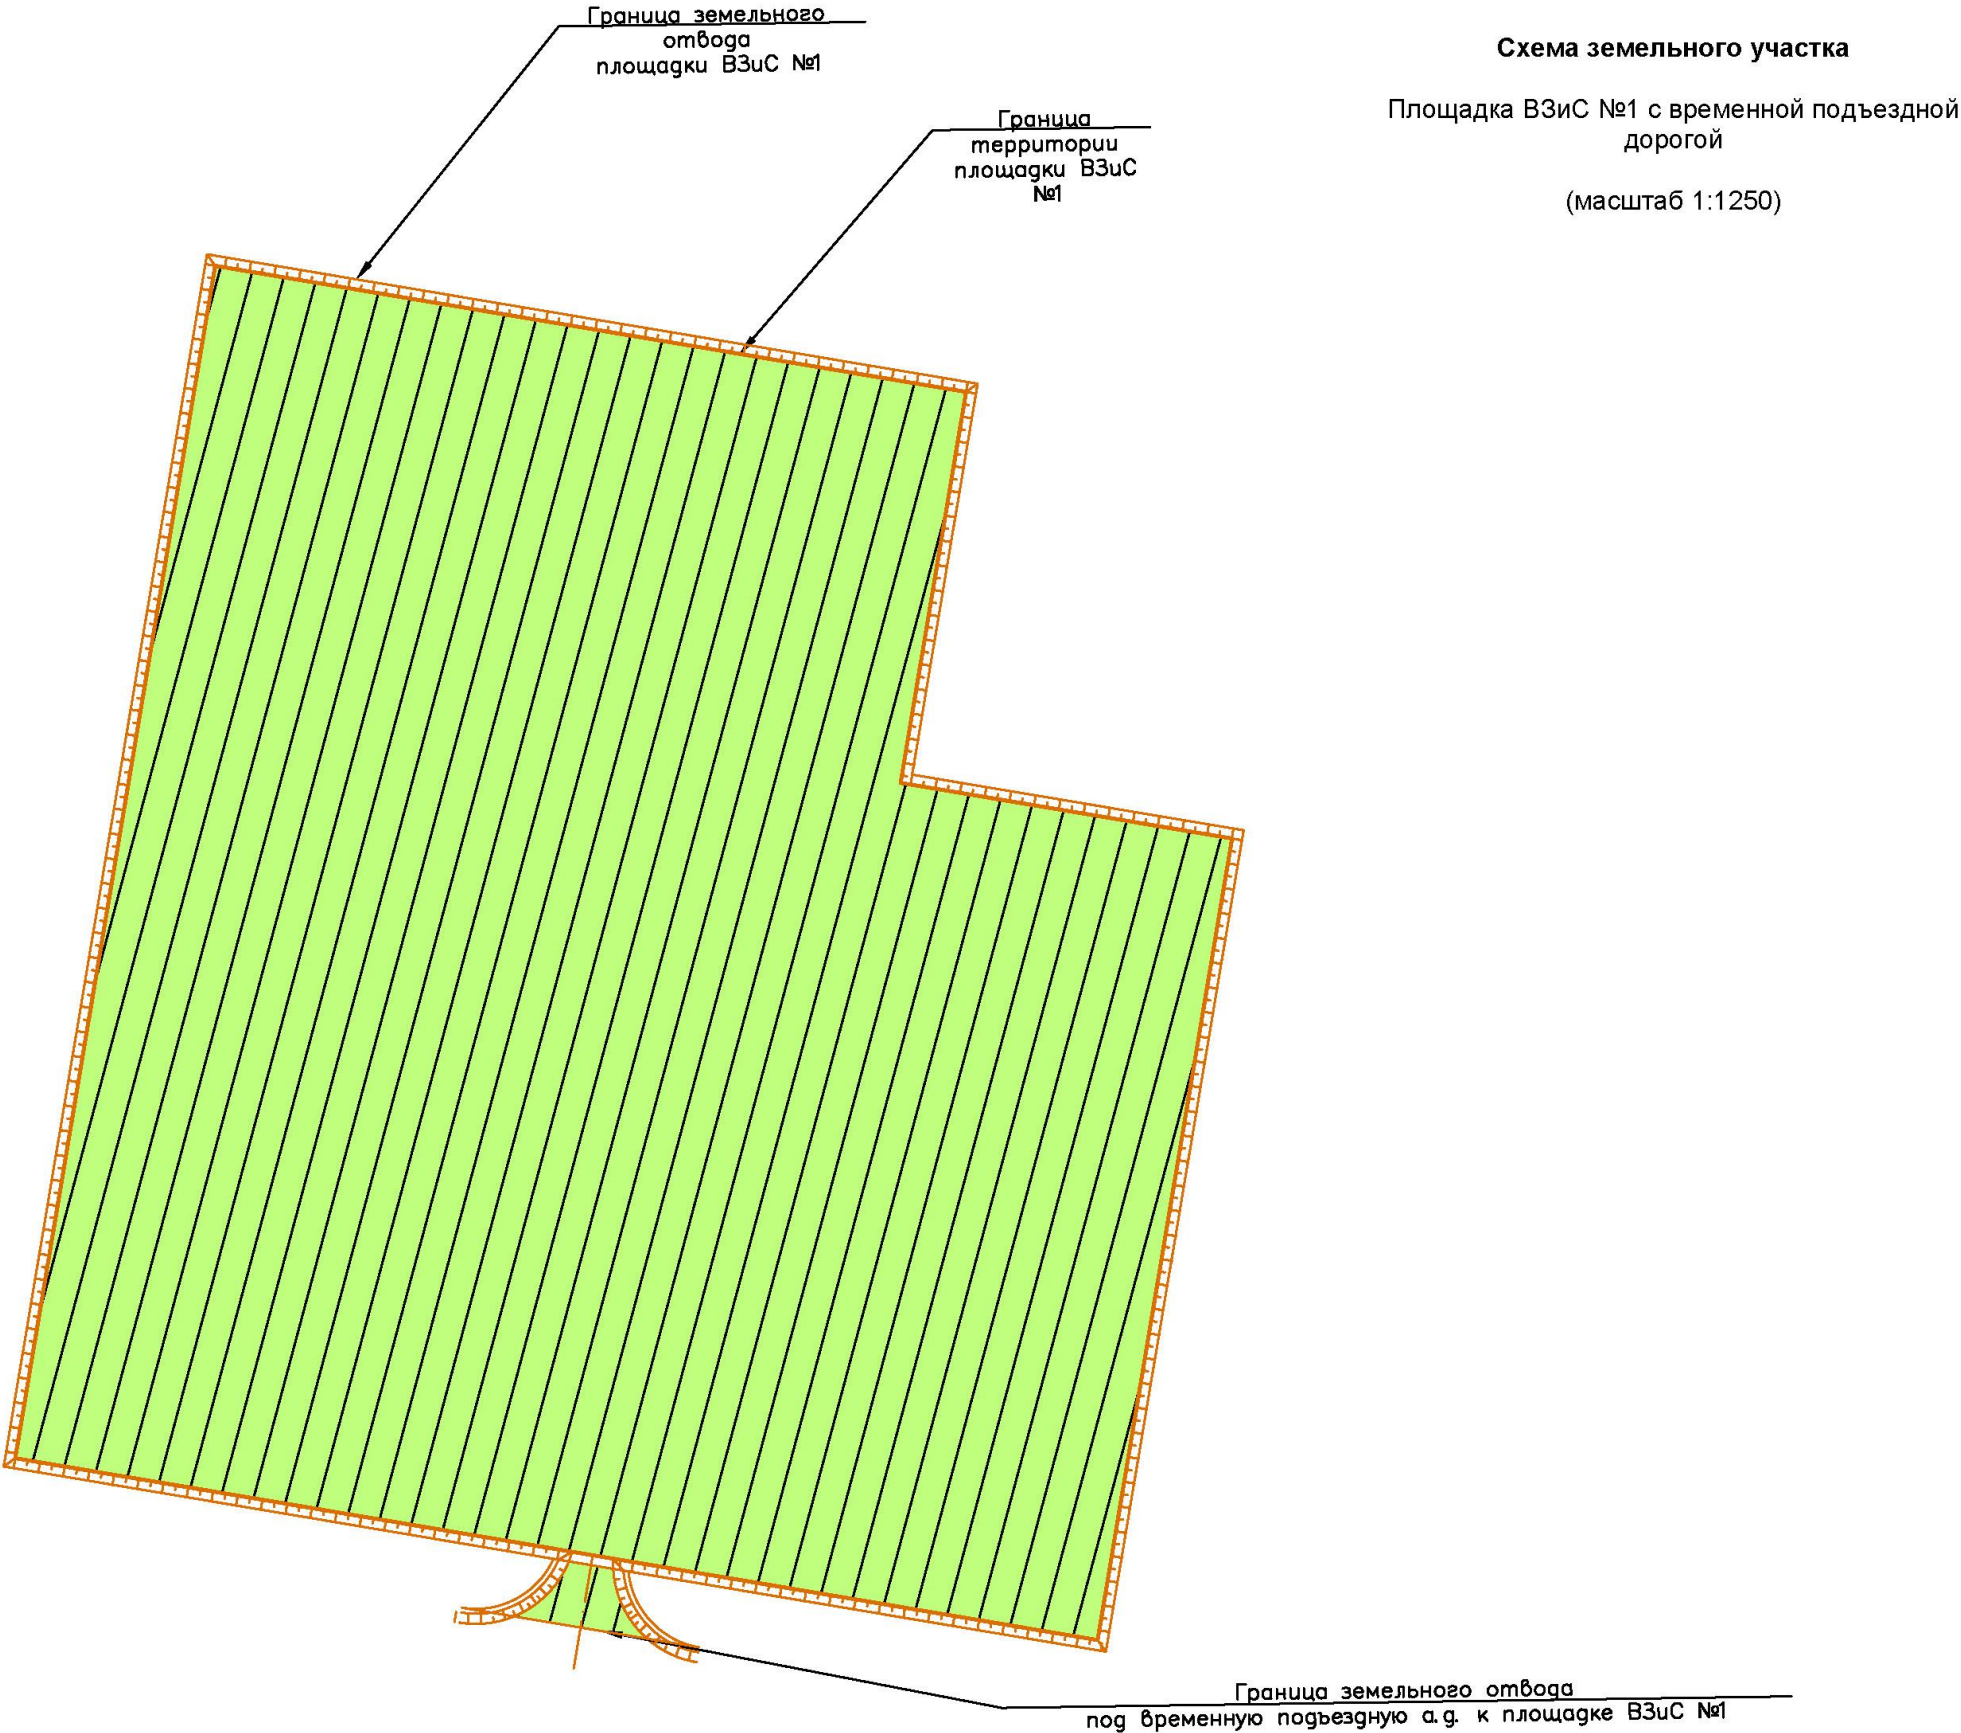 Граница земельного
отвода
площадки ВЗиС №1
Граница
территории
площадки ВЗиС
№1
Схема земельного участка
Площадка ВЗиС №1 с временной подъездной
дорогой
(масштаб 1:1250)
Граница земельного отвода
под временную подъездную а.д. к площадке ВЗиС №1